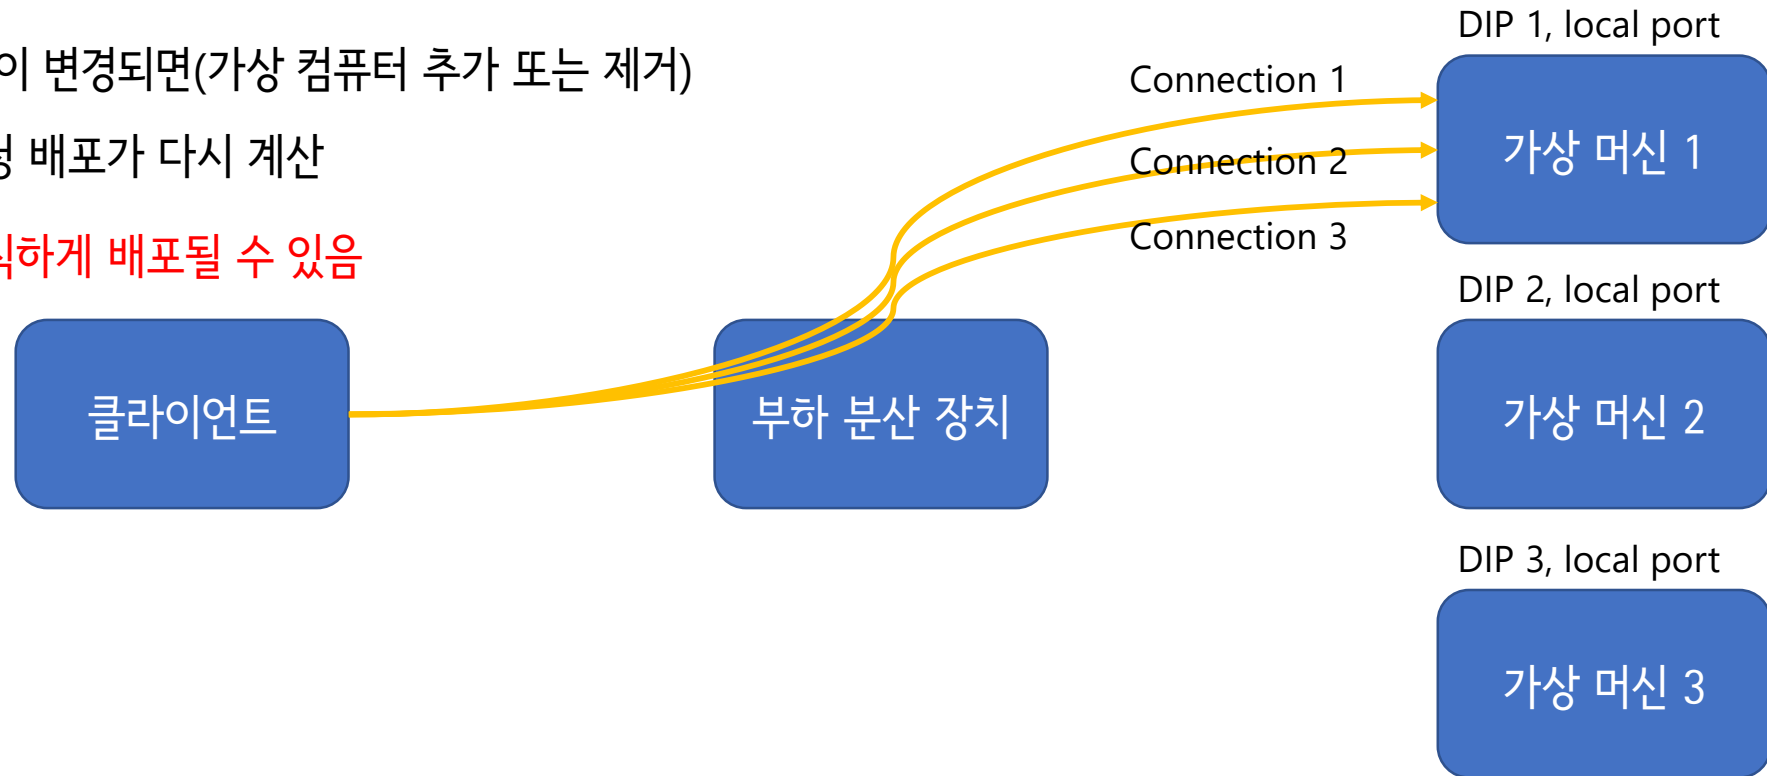 이 변경되면(가상 컴퓨터 추가 또는 제거)
배포가 다시 계산
하게 배포될 수 있음
클라이언트
부하 분산 장치
Connection 1
Connection 2
Connection 3
DIP 1, local port
가상 머신 1
DIP 2, local port
가상 머신 2
DIP 3, local port
가상 머신 3